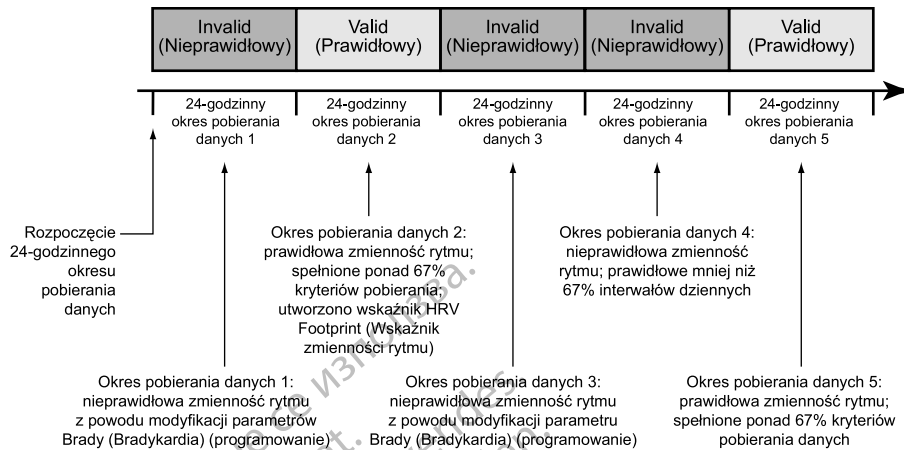 Invalid
(Nieprawidłowy)
Valid
(Prawidłowy)
Invalid
(Nieprawidłowy)
Invalid
(Nieprawidłowy)
Valid
(Prawidłowy)
24-godzinny
okres pobierania
danych 1
24-godzinny
okres pobierania
danych 2
24-godzinny
okres pobierania
danych 3
24-godzinny
okres pobierania
danych 4
24-godzinny
okres pobierania
danych 5
Rozpoczęcie
24-godzinnego
okresu
pobierania
danych
Okres pobierania danych 2:
prawidłowa zmienność rytmu;
spełnione ponad 67%
kryteriów pobierania;
utworzono wskaźnik HRV
Footprint (Wskaźnik
zmienności rytmu)
Okres pobierania danych 4:
nieprawidłowa zmienność
rytmu; prawidłowe mniej niż
67% interwałów dziennych
Okres pobierania danych 1:
nieprawidłowa zmienność rytmu
z powodu modyfikacji parametrów
Brady (Bradykardia) (programowanie)
Okres pobierania danych 3:
nieprawidłowa zmienność rytmu
z powodu modyfikacji parametru
Brady (Bradykardia) (programowanie)
Okres pobierania danych 5:
prawidłowa zmienność rytmu;
spełnione ponad 67% kryteriów
pobierania danych
се използва.